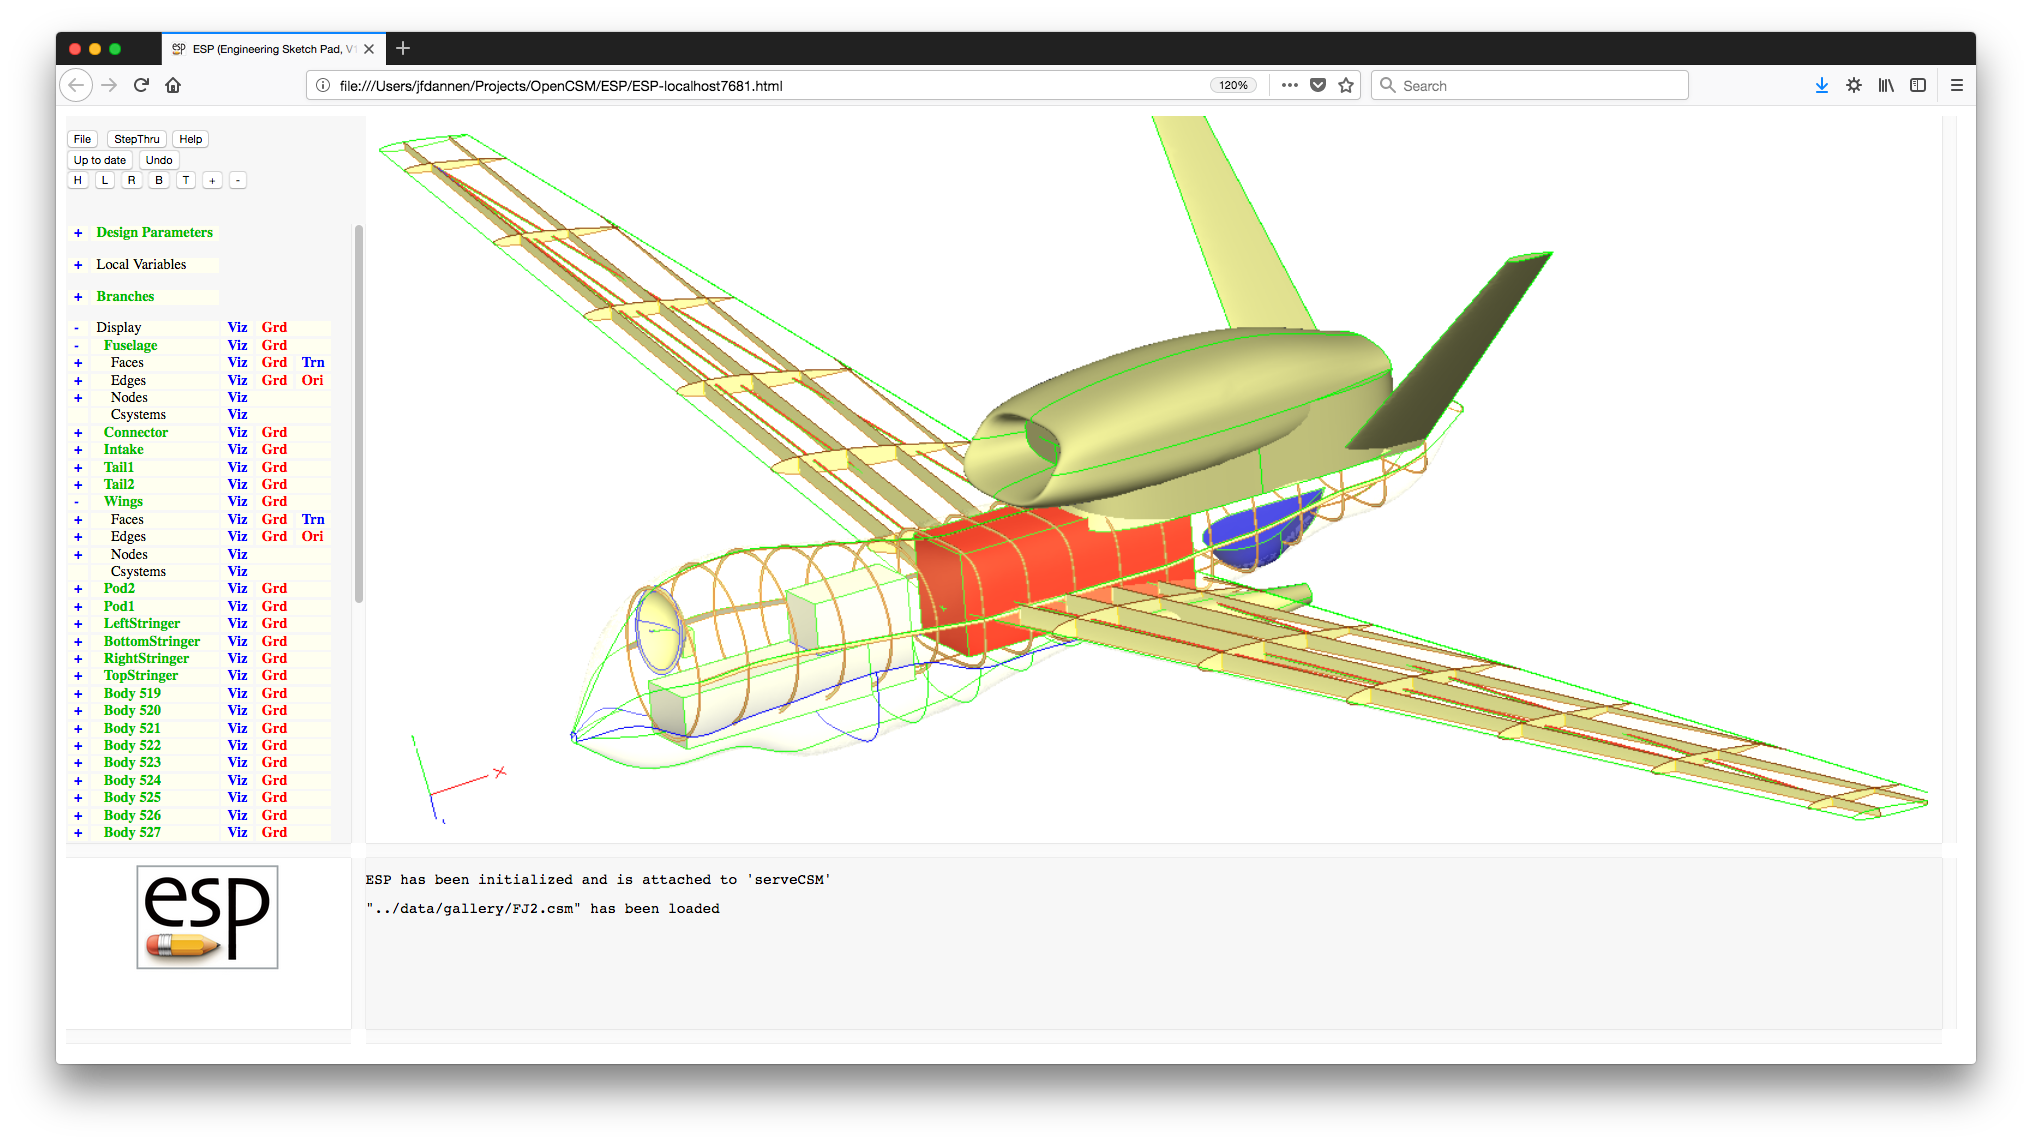 esp ESP (Engineering Sketch Pad, V1
file:///Users/jfdannen/Projects/OpenCSM/ESP/ESP-localhost7681.html 120% Search
File StepThru Help
Up to date Undo
H L R B T + -
+ Design Parameters
+ Local Variables
+ Branches
- Display Viz Grd
- Fuselage Viz Grd
+ Faces Viz Grd Trn
+ Edges Viz Grd Ori
+ Nodes Viz
Csystems Viz
+ Connector Viz Grd
+ Intake Viz Grd
+ Tail1 Viz Grd
+ Tail2 Viz Grd
- Wings Viz Grd
+ Faces Viz Grd Trn
+ Edges Viz Grd Ori
+ Nodes Viz
Csystems Viz
+ Pod2 Viz Grd
+ Pod1 Viz Grd
+ LeftStringer Viz Grd
+ BottomStringer Viz Grd
+ RightStringer Viz Grd
+ TopStringer Viz Grd
+ Body 519 Viz Grd
+ Body 520 Viz Grd
+ Body 521 Viz Grd
+ Body 522 Viz Grd
+ Body 523 Viz Grd
+ Body 524 Viz Grd
+ Body 525 Viz Grd
+ Body 526 Viz Grd
+ Body 527 Viz Grd
X
esp
ESP has been initialized and is attached to 'serveCSM'
"../data/gallery/FJ2.csm" has been loaded